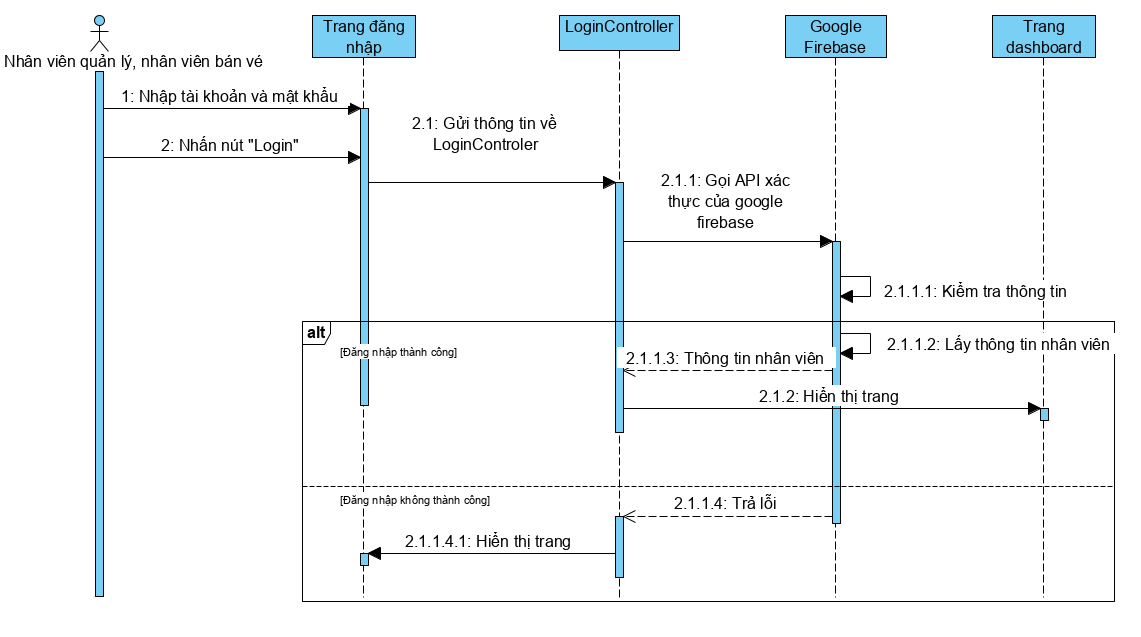 Trang đăng
nhập
LoginController
Google
Firebase
Trang
dashboard
Nhân viên quản lý, nhân viên bán vé
1: Nhập tài khoản và mật khẩu
2.1: Gửi thông tin về
LoginControler
2: Nhấn nút "Login"
2.1.1: Gọi API xác
thực của google
firebase
2.1.1.1: Kiểm tra thông tin
alt
[Đăng nhập thành công]
2.1.1.2: Lấy thông tin nhân viên
2.1.1.3: Thông tin nhân viên
2.1.2: Hiển thị trang
[Đăng nhập không thành công]
2.1.1.4: Trả lỗi
2.1.1.4.1: Hiển thị trang